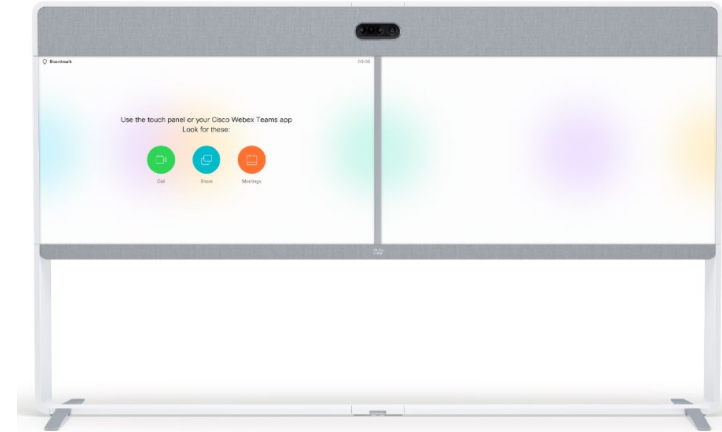 Use the touch panel or your Cisco Webex Teams app
Look for these:
Call
Share
Meetings